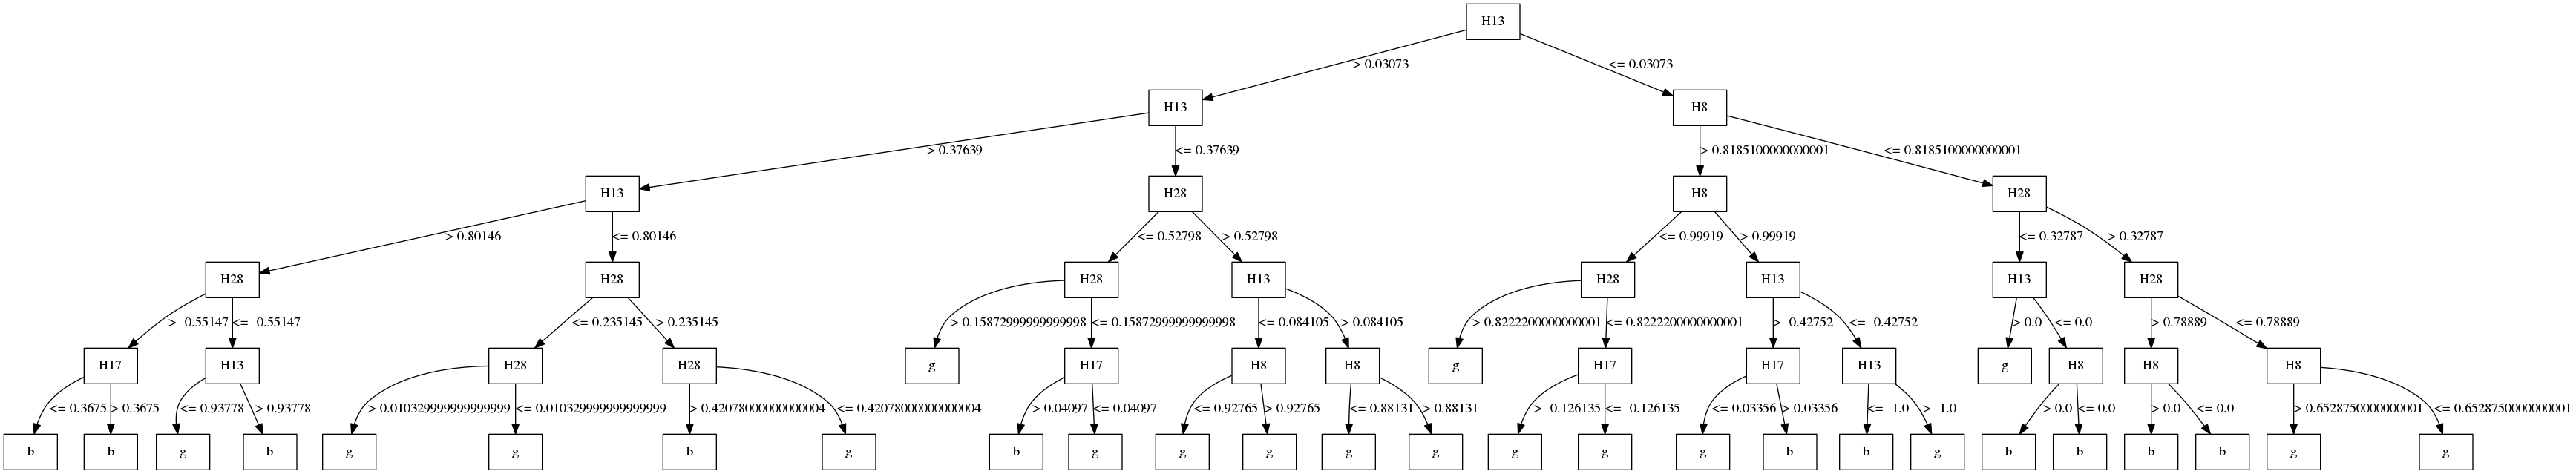 H13
> 0.03073
<= 0.03073
H13
H8
> 0.37639
<= 0.37639
> 0.8185100000000001
<= 0.8185100000000001
H13
H28
H8
H28
> 0.80146
<= 0.80146
<= 0.52798
> 0.52798
<= 0.99919
> 0.99919
<= 0.32787
> 0.32787
H28
H28
H28
H13
H28
H13
H13
H28
> -0.55147
<= -0.55147
<= 0.235145
> 0.235145
> 0.15872999999999998
<= 0.15872999999999998
<= 0.084105
> 0.084105
> 0.8222200000000001
<= 0.8222200000000001
> -0.42752
<= -0.42752
> 0.0
<= 0.0
> 0.78889
<= 0.78889
H17
H13
H28
H28
g
H17
H8
H8
g
H17
H17
H13
g
H8
H8
H8
<= 0.3675
> 0.3675
<= 0.93778
> 0.93778
> 0.010329999999999999
<= 0.010329999999999999
> 0.42078000000000004
<= 0.42078000000000004
> 0.04097
<= 0.04097
<= 0.92765
> 0.92765
<= 0.88131
> 0.88131
> -0.126135
<= -0.126135
<= 0.03356
> 0.03356
<= -1.0
> -1.0
> 0.0
<= 0.0
> 0.0
<= 0.0
> 0.6528750000000001
<= 0.6528750000000001
b
b
g
b
g
g
b
g
b
g
g
g
g
g
g
g
g
b
b
g
b
b
b
b
g
g